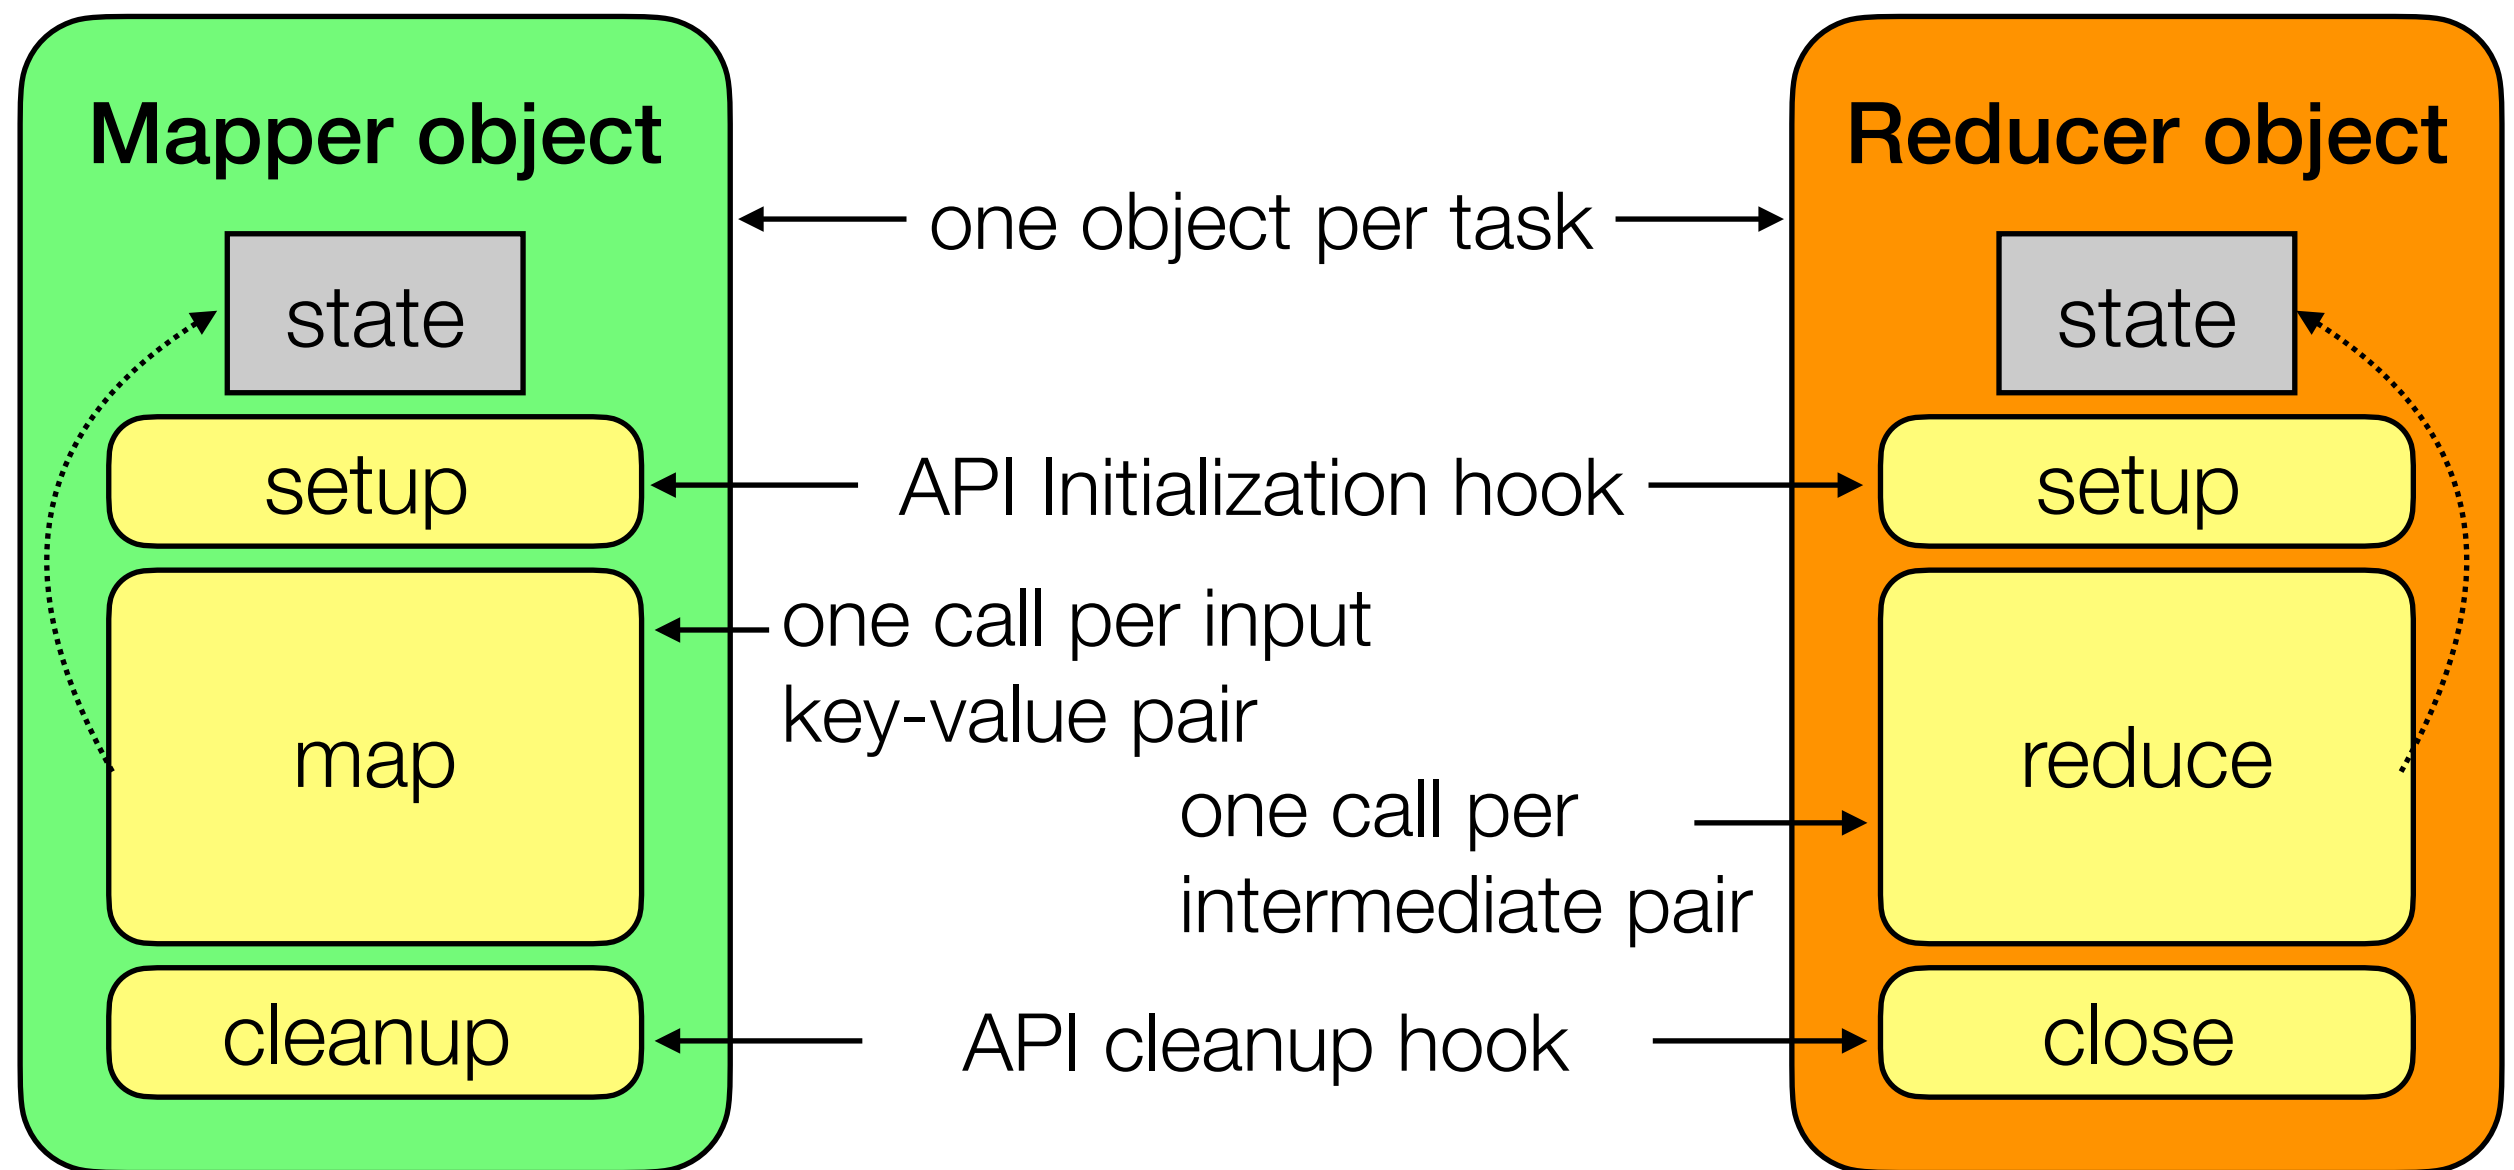 Mapper object
state
setup
map
cleanup
one object per task
API Initialization hook
one call per input
key-value pair
one call per
intermediate pair
API cleanup hook
Reducer object
state
setup
reduce
close